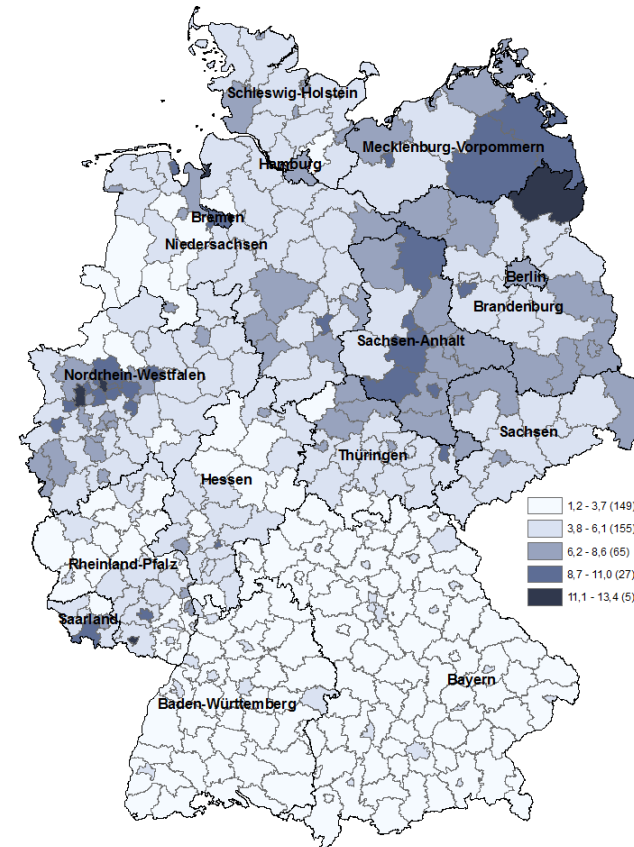 Schleswig-Holstein
Mecklenburg-Vorpommern
Hamburg
Bremen
Niedersachsen
Berlin
Brandenburg
Sachsen-Anhalt
Nordrhein-Westfalen
Sachsen
Thüringen
Hessen
1,2 - 3,7 (149)
3,8 - 6,1 (155)
6,2 - 8,6 (65)
8,7 - 11,0 (27)
11,1 - 13,4 (5)
Rheinland-Pfalz
Saarland
Bayern
Baden-Württemberg